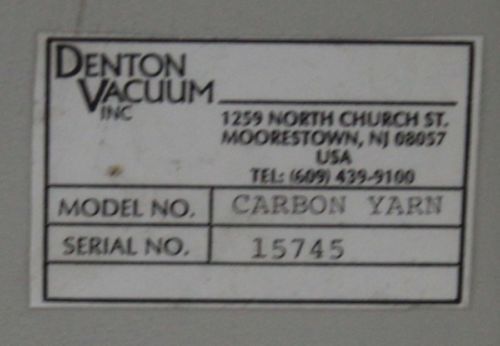 DENTON
VACUUM
INC
1259 NORTH CHURCH ST.
MOORESTOWN, NJ 08057
USA
TEL: (609) 439-9100
MODEL NO. CARBON YARN
SERIAL NO. 15745